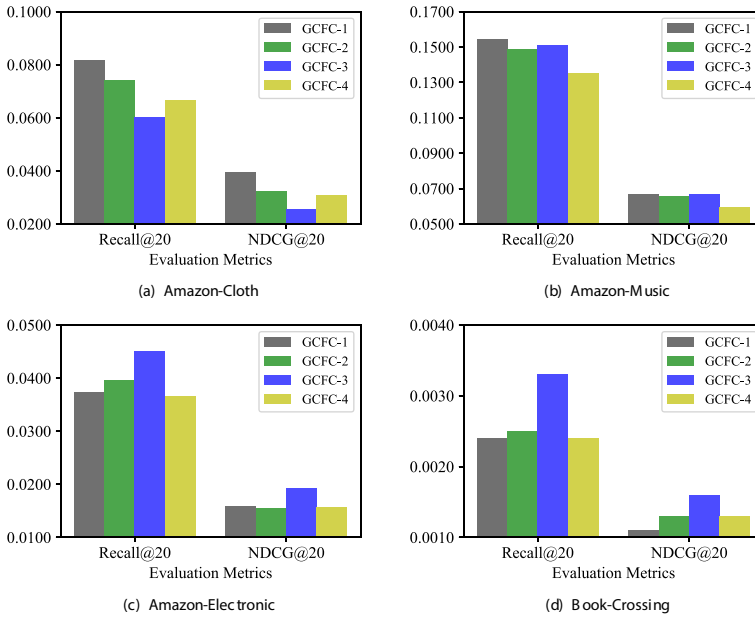 0.1000
0.0800
0.0600
0.0400
0.0200
GCFC-1
GCFC-2
GCFC-3
GCFC-4
Recall@20
NDCG@20
Evaluation Metrics
(a) Amazon-Cloth
0.1700
0.1500
0.1300
0.1100
0.0900
0.0700
0.0500
GCFC-1
GCFC-2
GCFC-3
GCFC-4
Recall@20
NDCG@20
Evaluation Metrics
(b) Amazon-Music
0.0500
0.0400
0.0300
0.0200
0.0100
GCFC-1
GCFC-2
GCFC-3
GCFC-4
Recall@20
NDCG@20
Evaluation Metrics
(c) Amazon-Electronic
0.0040
0.0030
0.0020
0.0010
GCFC-1
GCFC-2
GCFC-3
GCFC-4
Recall@20
NDCG@20
Evaluation Metrics
(d) Book-Crossing